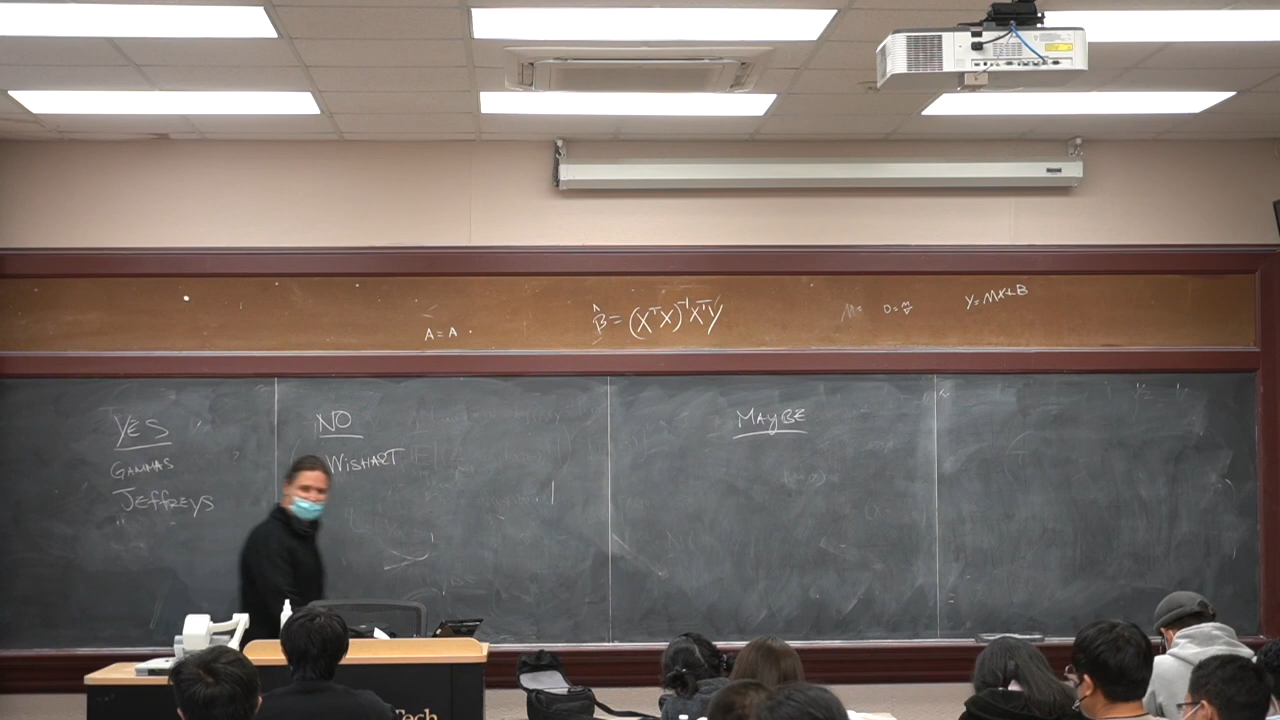 A = A
β̂ = (XᵀX)⁻¹XᵀY
M=
D = M/V
Y = MX+B
YES
GAMMAS
Jeffreys
NO
WISHART
MAYBE
Tech